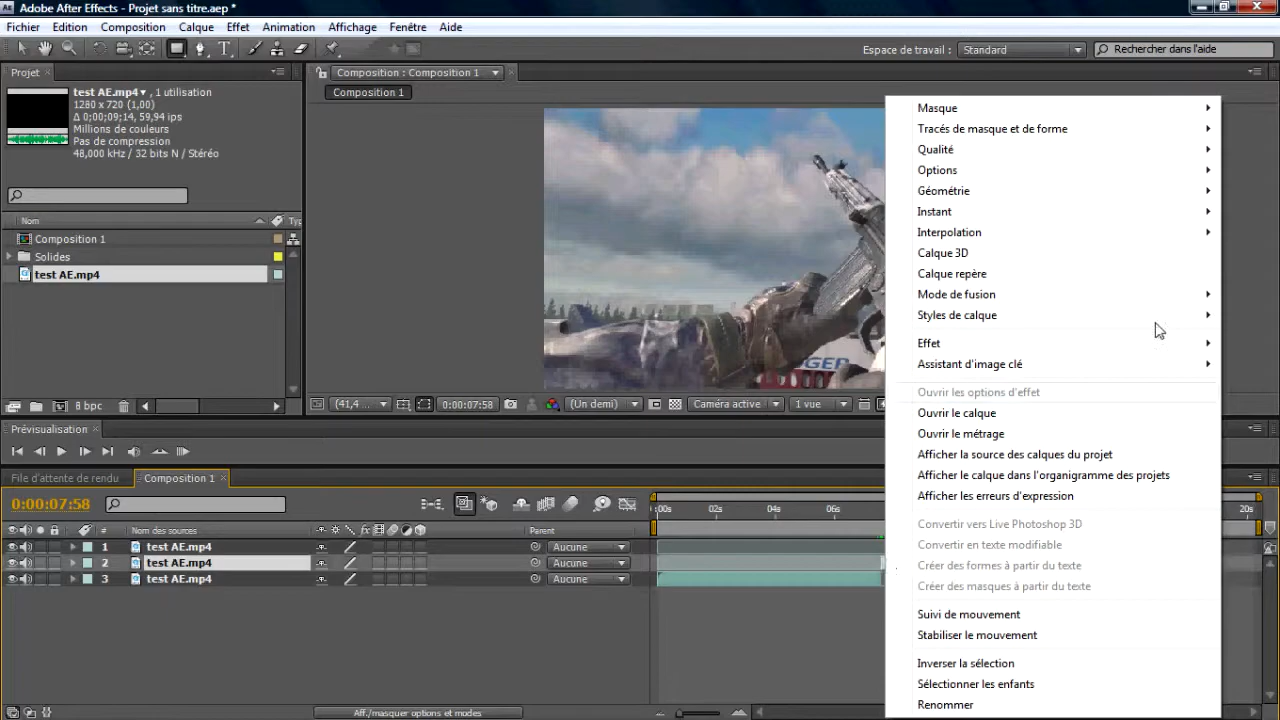 Adobe After Effects - Projet sans titre.aep *
Fichier Edition Composition Calque Effet Animation Affichage Fenêtre Aide
Espace de travail : Standard Rechercher dans l'aide
Projet × Composition : Composition 1
test AE.mp4 , 1 utilisation
1280 x 720 (1,00)
Δ 0;00;09;14, 59,94 ips
Millions de couleurs
Pas de compression
48,000 kHz / 32 bits N / Stéréo
Composition 1
Nom Typ
Composition 1
Solides
test AE.mp4
8 bpc
(41,4 ... 0:00:07:58 (Un demi) Caméra active 1 vue
Prévisualisation ×
File d'attente de rendu Composition 1 ×
0:00:07:58
:00s 02s 04s 06s 20s
# Nom des sources fx Parent
1 test AE.mp4 Aucune
2 test AE.mp4 Aucune
3 test AE.mp4 Aucune
Aff./masquer options et modes
Masque
Tracés de masque et de forme
Qualité
Options
Géométrie
Instant
Interpolation
Calque 3D
Calque repère
Mode de fusion
Styles de calque
Effet
Assistant d'image clé
Ouvrir les options d'effet
Ouvrir le calque
Ouvrir le métrage
Afficher la source des calques du projet
Afficher le calque dans l'organigramme des projets
Afficher les erreurs d'expression
Convertir vers Live Photoshop 3D
Convertir en texte modifiable
Créer des formes à partir du texte
Créer des masques à partir du texte
Suivi de mouvement
Stabiliser le mouvement
Inverser la sélection
Sélectionner les enfants
Renommer